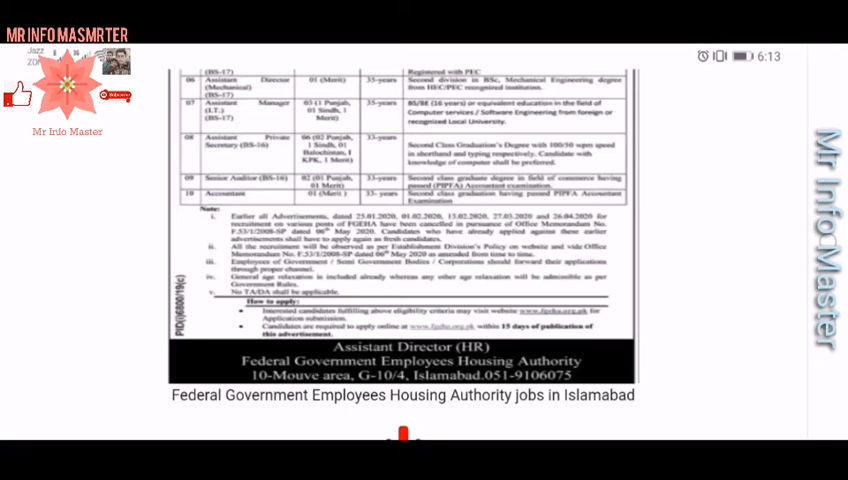 MR INFO MASMRTER
Jazz
ZON
6:13
Mr Info Master
(BS-17)
Registered with PEC
06 Assistant Director (Mechanical) (BS-17) 01 (Merit) 35-years Second division in BSc, Mechanical Engineering degree from HEC/PEC recognized institution.
07 Assistant Manager (I.T.) (BS-17) 03 (1 Punjab, 01 Sindh, 1 Merit) 35-years BS/BE (16 years) or equivalent education in the field of Computer services / Software Engineering from foreign or recognized Local University.
08 Assistant Private Secretary (BS-16) 06 (02 Punjab, 1 Sindh, 01 Balochistan, 1 KPK, 1 Merit) 33-years Second Class Graduation's Degree with 100/50 wpm speed in shorthand and typing respectively. Candidate with knowledge of computer shall be preferred.
09 Senior Auditor (BS-16) 02 (01 Punjab, 01 Merit) 33-years Second class graduate degree in field of commerce having passed (PIPFA) Accountant examination.
10 Accountant 01 (Merit ) 33- years Second class graduation having passed PIPFA Accountant Examination
Note:
i. Earlier all Advertisements, dated 25.01.2020, 01.02.2020, 13.02.2020, 27.03.2020 and 26.04.2020 for
recruitment on various posts of FGEHA have been cancelled in pursuance of Office Memorandum No.
F.53/1/2008-SP dated 06th May 2020. Candidates who have already applied against these earlier
advertisements shall have to apply again as fresh candidates.
ii. All the recruitment will be observed as per Establishment Division's Policy on website and vide Office
Memorandum No. F.53/1/2008-SP dated 06th May 2020 as amended from time to time.
iii. Employees of Government / Semi Government Bodies / Corporations should forward their applications
through proper channel.
iv. General age relaxation is included already whereas any other age relaxation will be admissible as per
Government Rules.
v. No TA/DA shall be applicable.
How to apply:
• Interested candidates fulfilling above eligibility criteria may visit website www.fgeha.org.pk for
Application submission.
• Candidates are required to apply online at www.fgeha.org.pk within 15 days of publication of
this advertisement.
PID(I)6800/19(c)
Assistant Director (HR)
Federal Government Employees Housing Authority
10-Mouve area, G-10/4, Islamabad.051-9106075
Federal Government Employees Housing Authority jobs in Islamabad
Mr Info Master